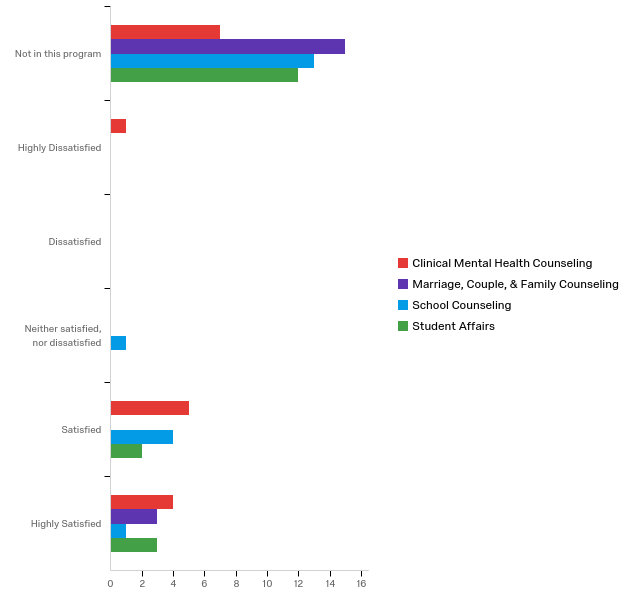 Not in this program
Highly Dissatisfied
Dissatisfied
Neither satisfied,
nor dissatisfied
Satisfied
Highly Satisfied
0 2 4 6 8 10 12 14 16
Clinical Mental Health Counseling
Marriage, Couple, & Family Counseling
School Counseling
Student Affairs